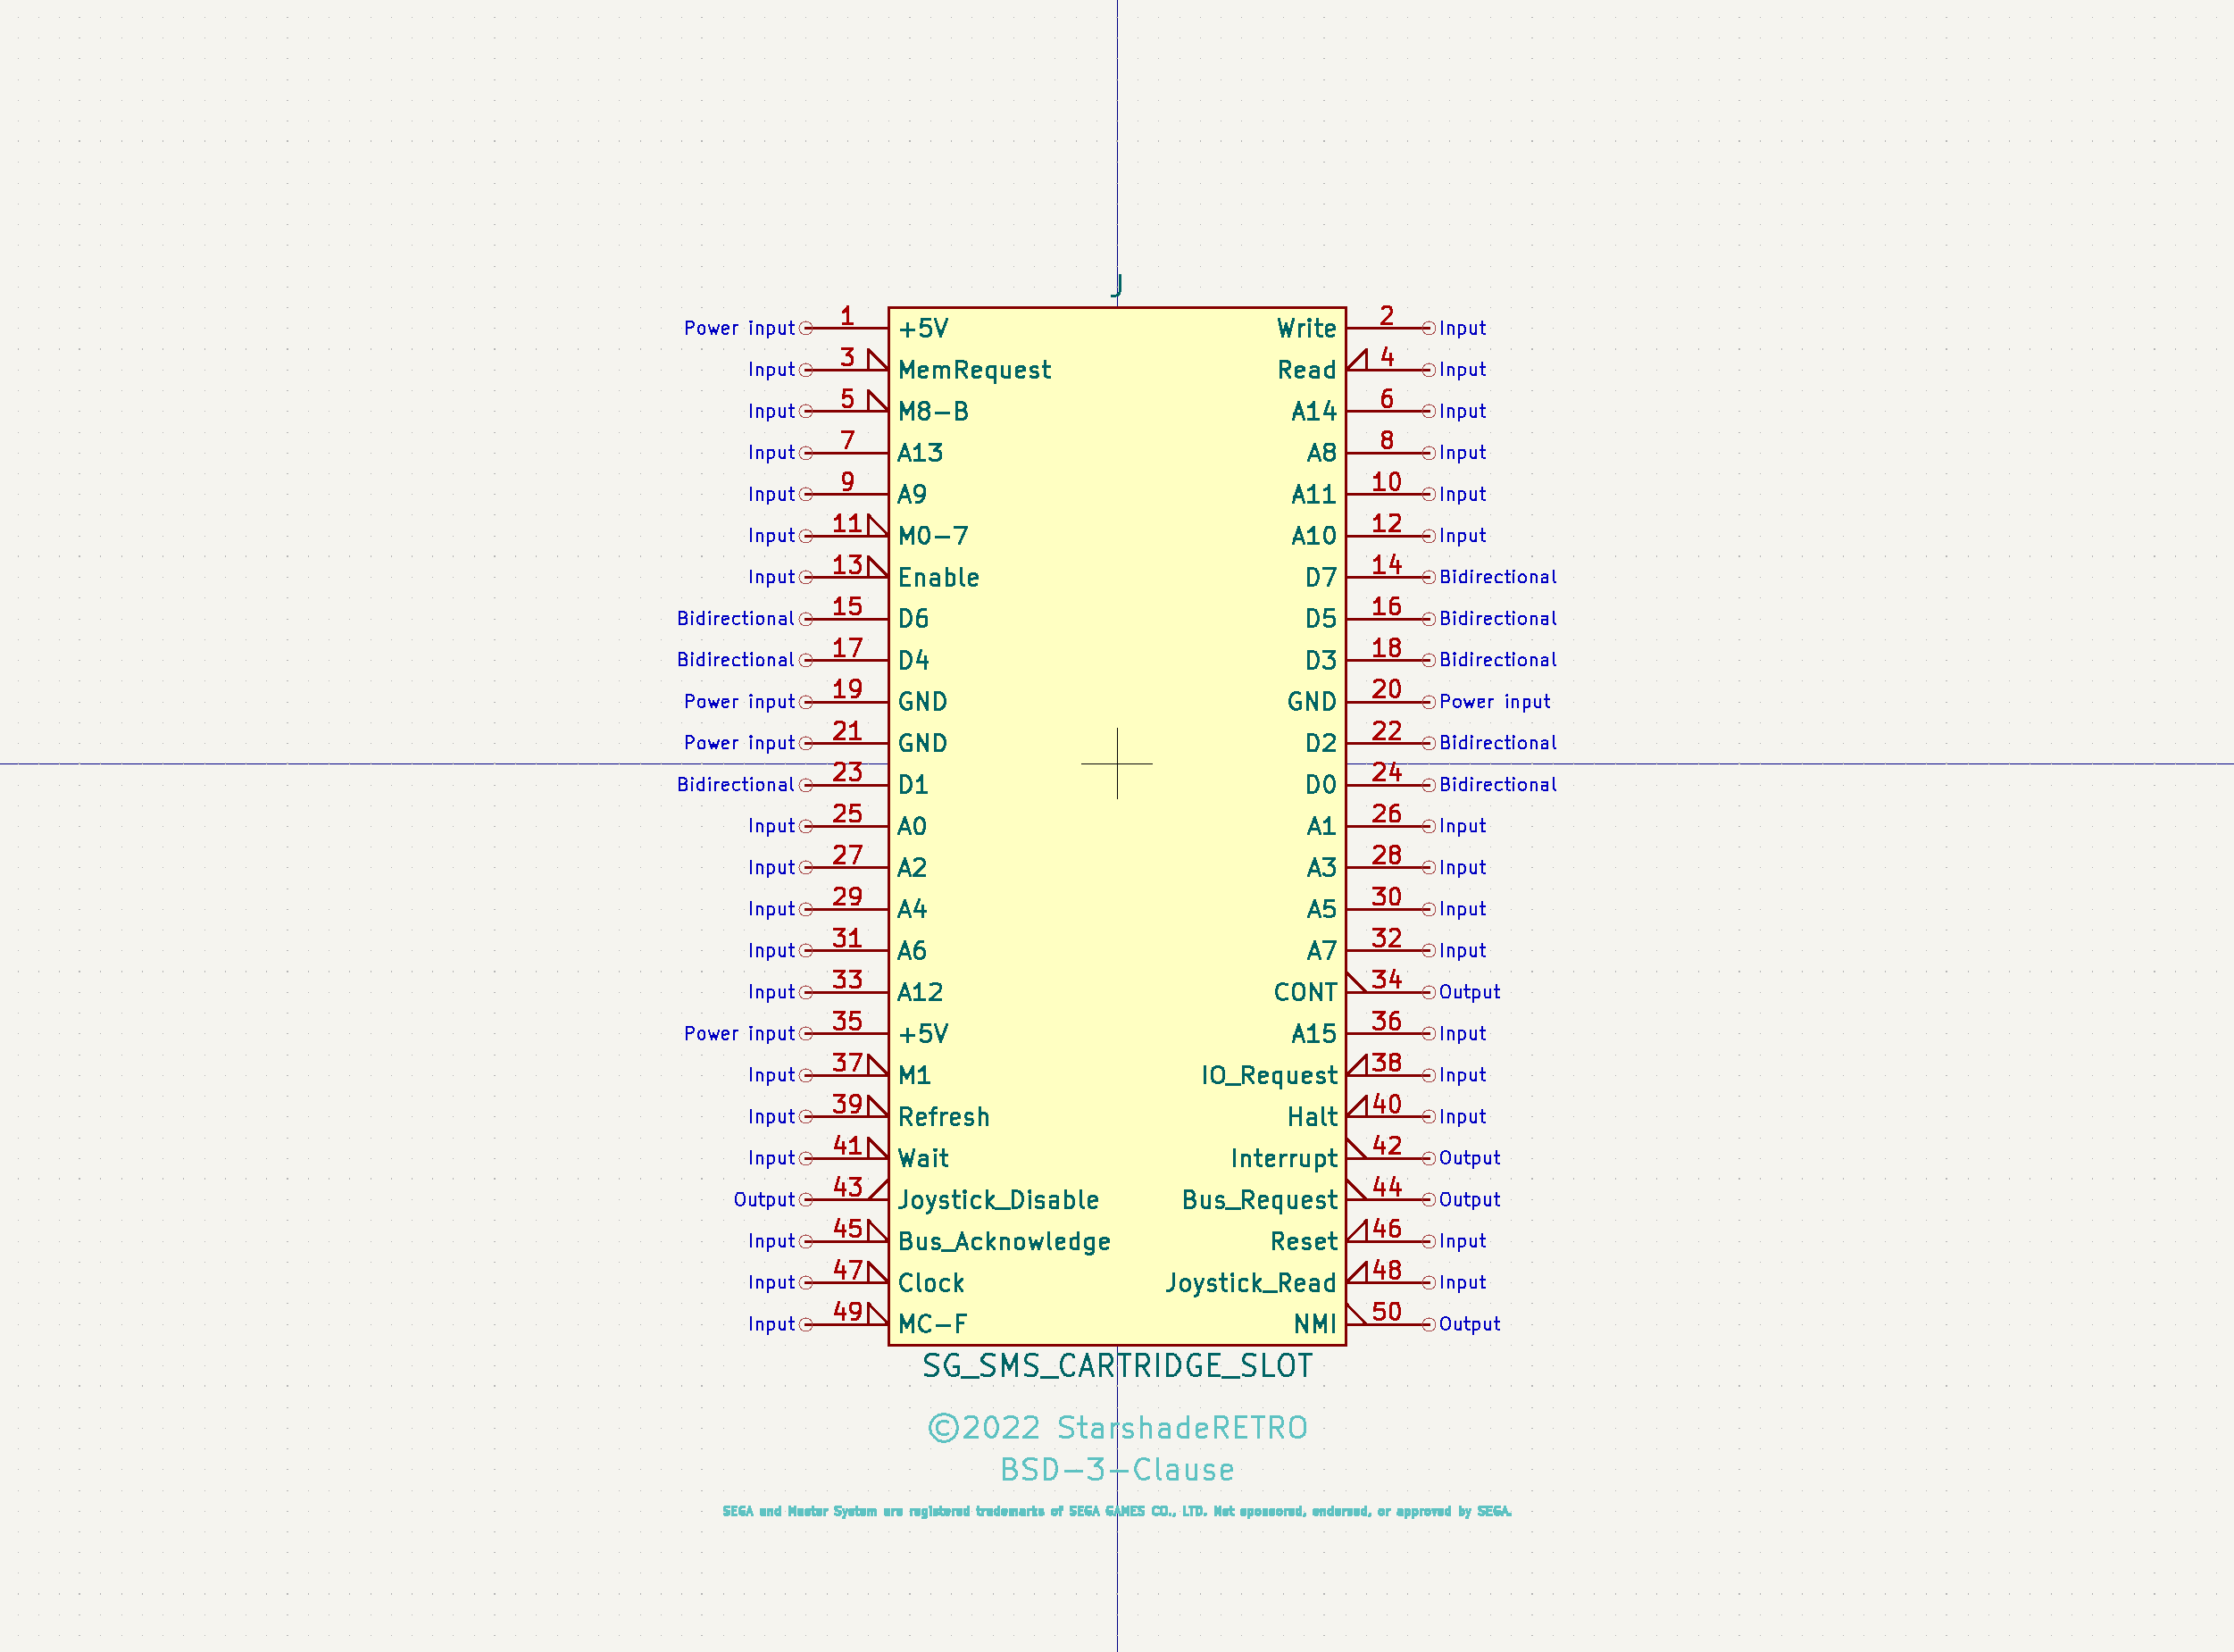 J
Power input 1 +5V Write 2 Input
Input 3 MemRequest Read 4 Input
Input 5 M8-B A14 6 Input
Input 7 A13 A8 8 Input
Input 9 A9 A11 10 Input
Input 11 M0-7 A10 12 Input
Input 13 Enable D7 14 Bidirectional
Bidirectional 15 D6 D5 16 Bidirectional
Bidirectional 17 D4 D3 18 Bidirectional
Power input 19 GND GND 20 Power input
Power input 21 GND D2 22 Bidirectional
Bidirectional 23 D1 D0 24 Bidirectional
Input 25 A0 A1 26 Input
Input 27 A2 A3 28 Input
Input 29 A4 A5 30 Input
Input 31 A6 A7 32 Input
Input 33 A12 CONT 34 Output
Power input 35 +5V A15 36 Input
Input 37 M1 IO_Request 38 Input
Input 39 Refresh Halt 40 Input
Input 41 Wait Interrupt 42 Output
Output 43 Joystick_Disable Bus_Request 44 Output
Input 45 Bus_Acknowledge Reset 46 Input
Input 47 Clock Joystick_Read 48 Input
Input 49 MC-F NMI 50 Output
SG_SMS_CARTRIDGE_SLOT
©2022 StarshadeRETRO
BSD-3-Clause
SEGA and Master System are registered trademarks of SEGA GAMES CO., LTD. Not sponsored, endorsed, or approved by SEGA.